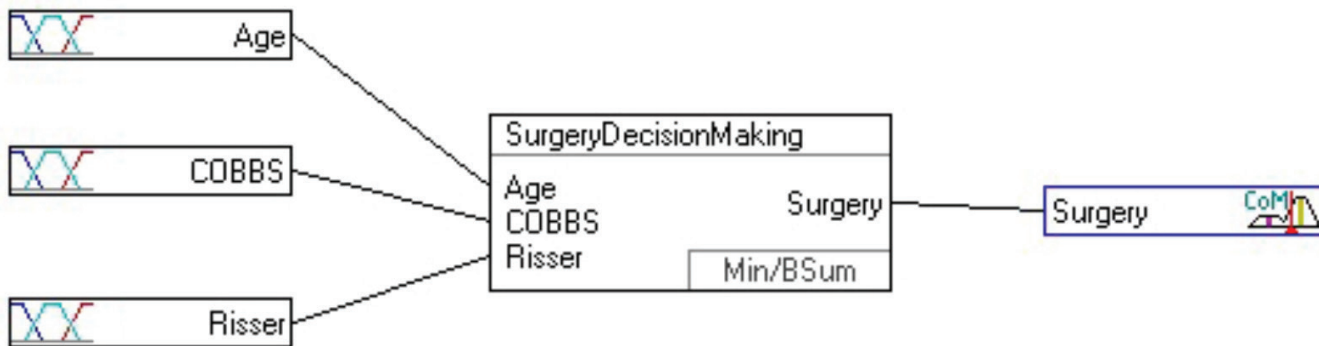 Age
COBBS
Risser
SurgeryDecisionMaking
Age
COBBS
Risser
Surgery
Min/BSum
Surgery
CoM